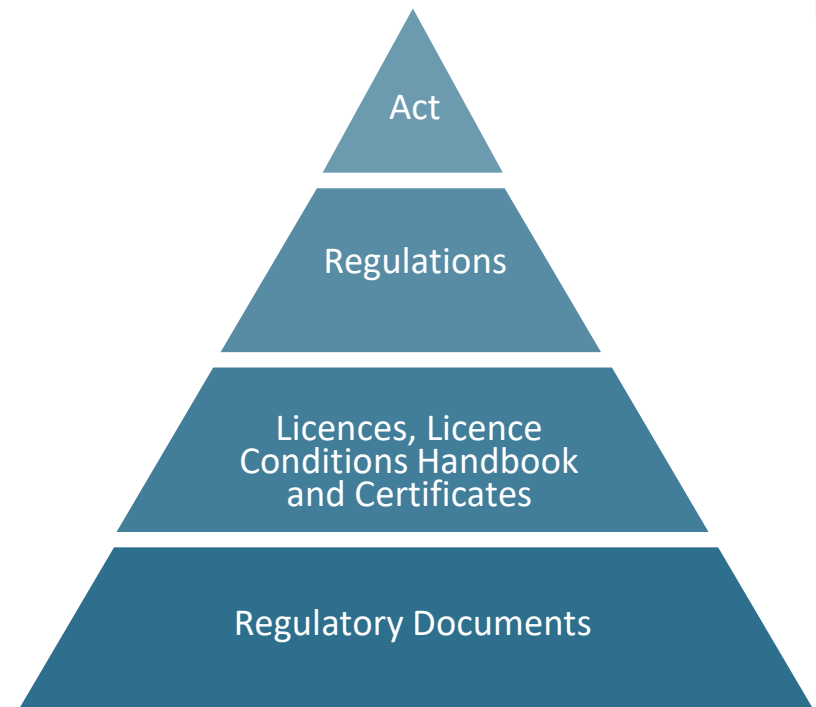 Act
Regulations
Licences, Licence
Conditions Handbook
and Certificates
Regulatory Documents